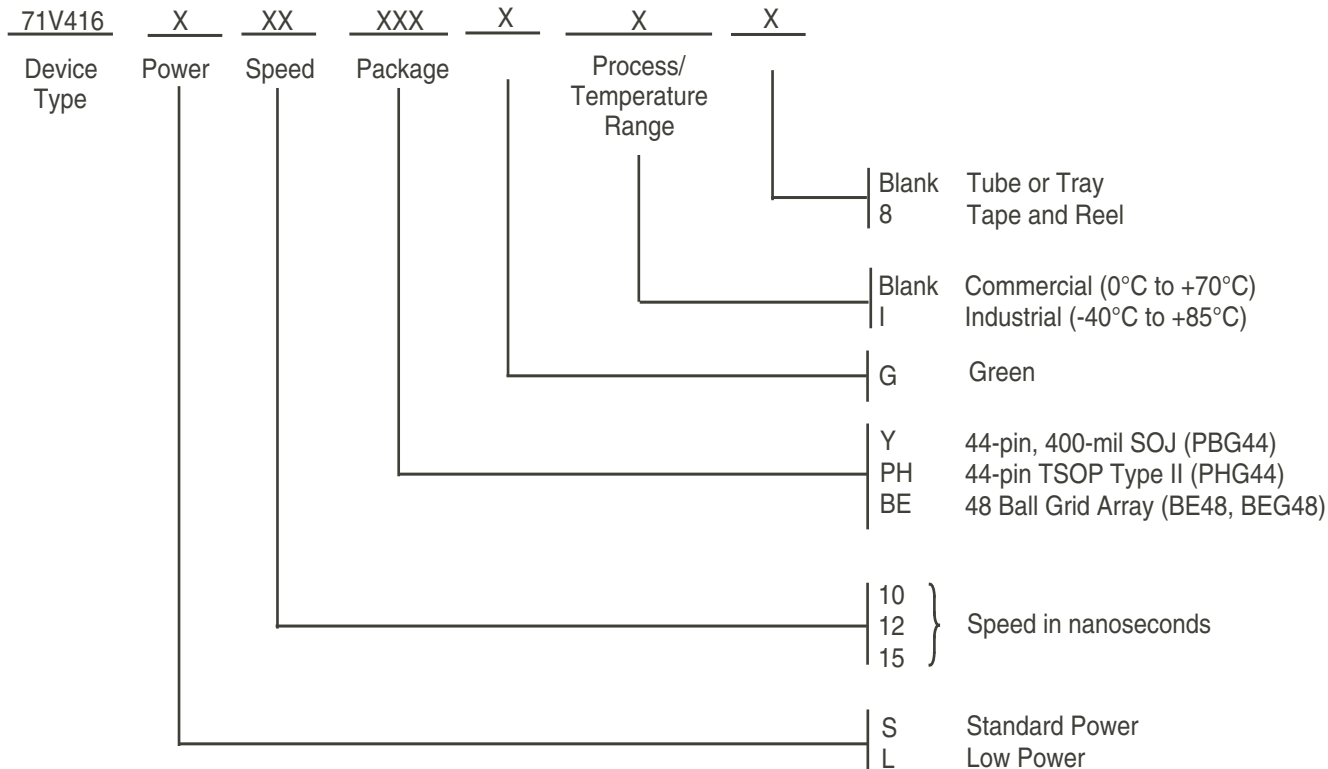 71V416 X XX XXX X X X
Device Type
Power
Speed
Package
Process/
Temperature
Range
Blank Tube or Tray
8 Tape and Reel
Blank Commercial (0°C to +70°C)
I Industrial (-40°C to +85°C)
G Green
Y 44-pin, 400-mil SOJ (PBG44)
PH 44-pin TSOP Type II (PHG44)
BE 48 Ball Grid Array (BE48, BEG48)
10
12 Speed in nanoseconds
15
S Standard Power
L Low Power